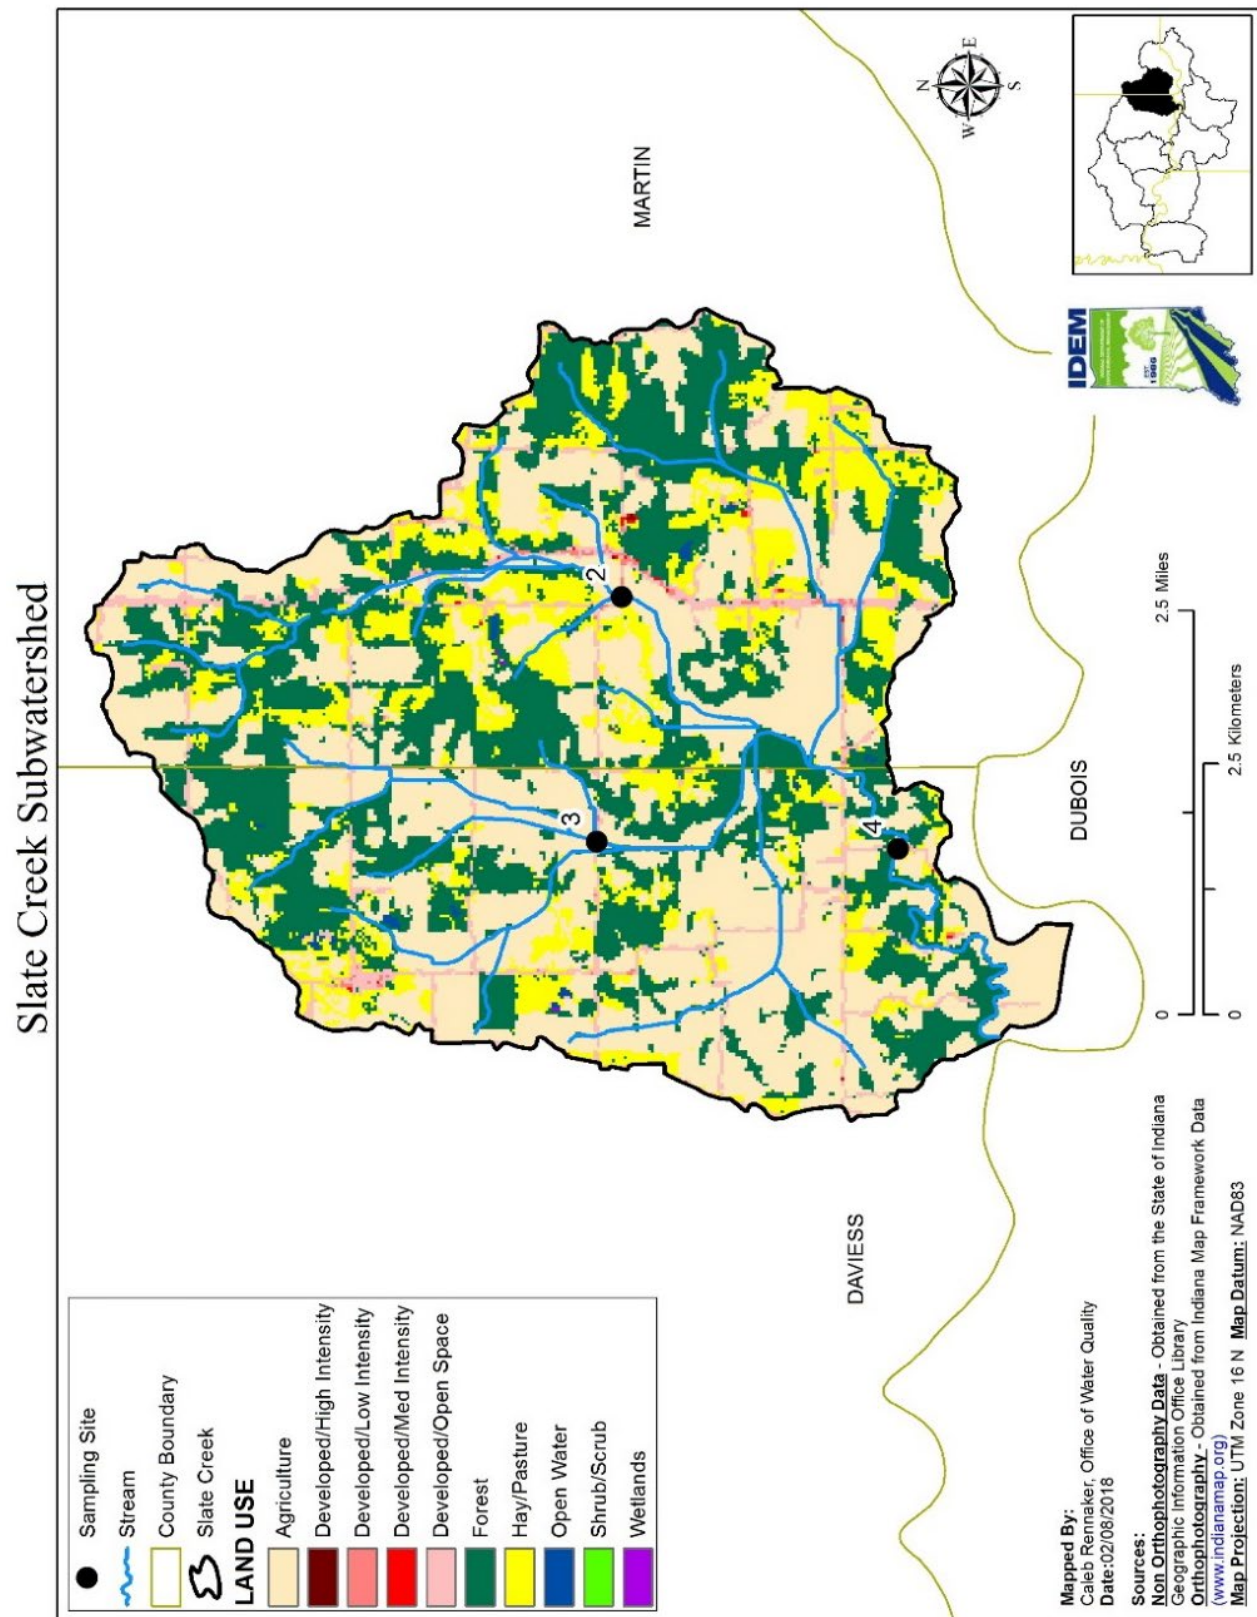 Slate Creek Subwatershed
Sampling Site
Stream
County Boundary
Slate Creek
LAND USE
Agriculture
Developed/High Intensity
Developed/Low Intensity
Developed/Med Intensity
Developed/Open Space
Forest
Hay/Pasture
Open Water
Shrub/Scrub
Wetlands
MARTIN
DAVIESS
DUBOIS
2
3
4
N
E
S
W
0
2.5 Miles
0
2.5 Kilometers
Mapped By:
Caleb Rennaker, Office of Water Quality
Date:02/08/2018
Sources:
Non Orthophotography Data - Obtained from the State of Indiana
Geographic Information Office Library
Orthophotography - Obtained from Indiana Map Framework Data
(www.indianamap.org)
Map Projection: UTM Zone 16 N Map Datum: NAD83
IDEM
EST.
1986